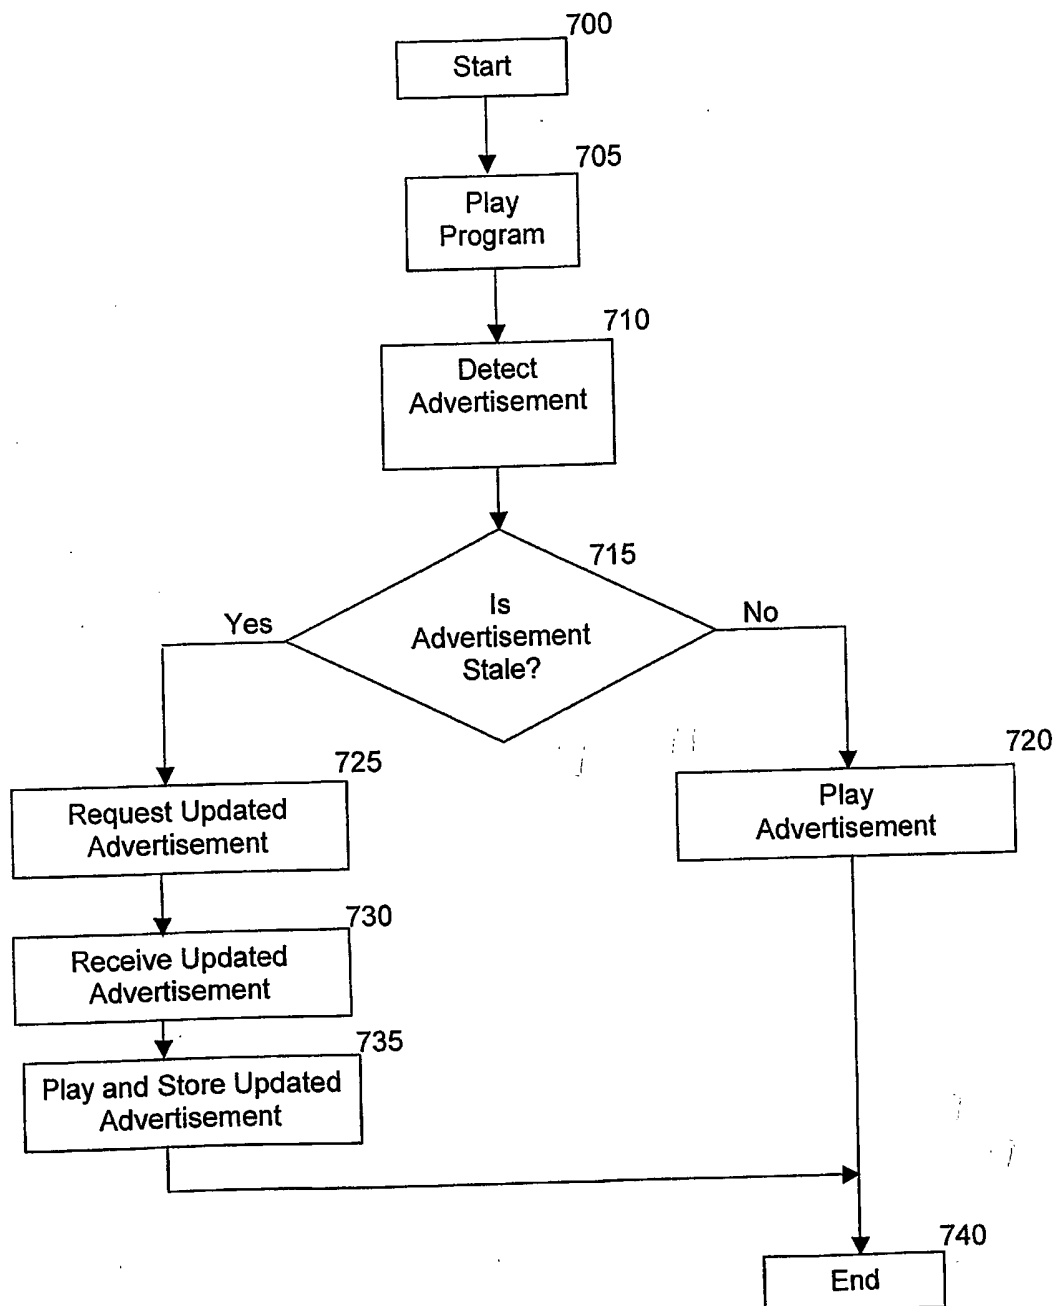 700
Start
705
Play
Program
710
Detect
Advertisement
715
Is
Advertisement
Stale?
Yes
No
725
Request Updated
Advertisement
720
Play
Advertisement
730
Receive Updated
Advertisement
735
Play and Store Updated
Advertisement
740
End